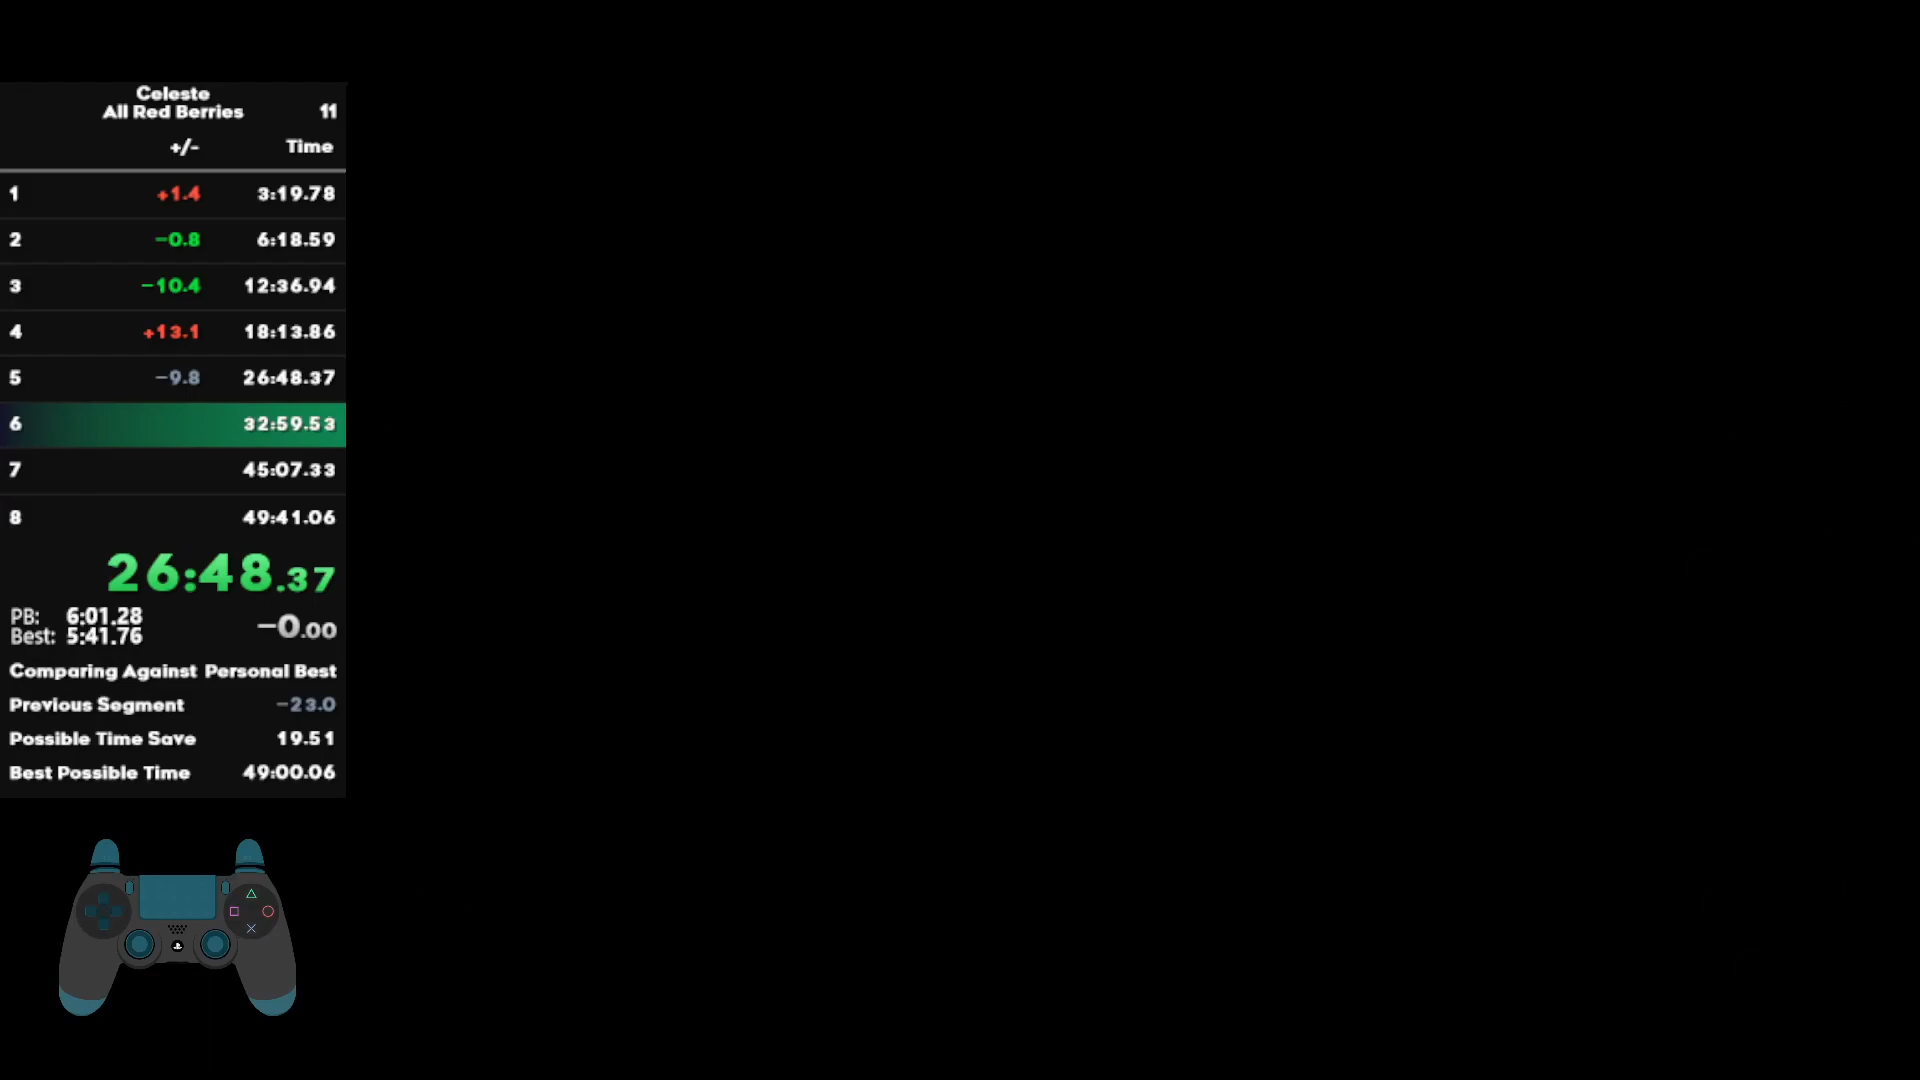 Celeste
All Red Berries 11
+/- Time
1 +1.4 3:19.78
2 −0.8 6:18.59
3 −10.4 12:36.94
4 +13.1 18:13.86
5 −9.8 26:48.37
6 32:59.53
7 45:07.33
8 49:41.06
26:48.37
PB: 6:01.28
Best: 5:41.76
−0.00
Comparing Against Personal Best
Previous Segment −23.0
Possible Time Save 19.51
Best Possible Time 49:00.06